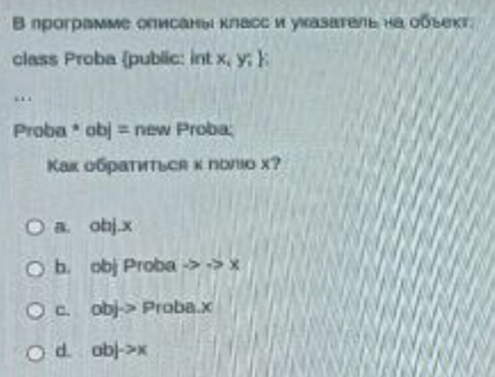 В программе описаны класс и указатель на объект:
class Proba {public: int x, y; };
...
Proba * obj = new Proba;
Как обратиться к полю x?
a. obj.x
b. obj Proba -> -> x
c. obj-> Proba.x
d. obj->x